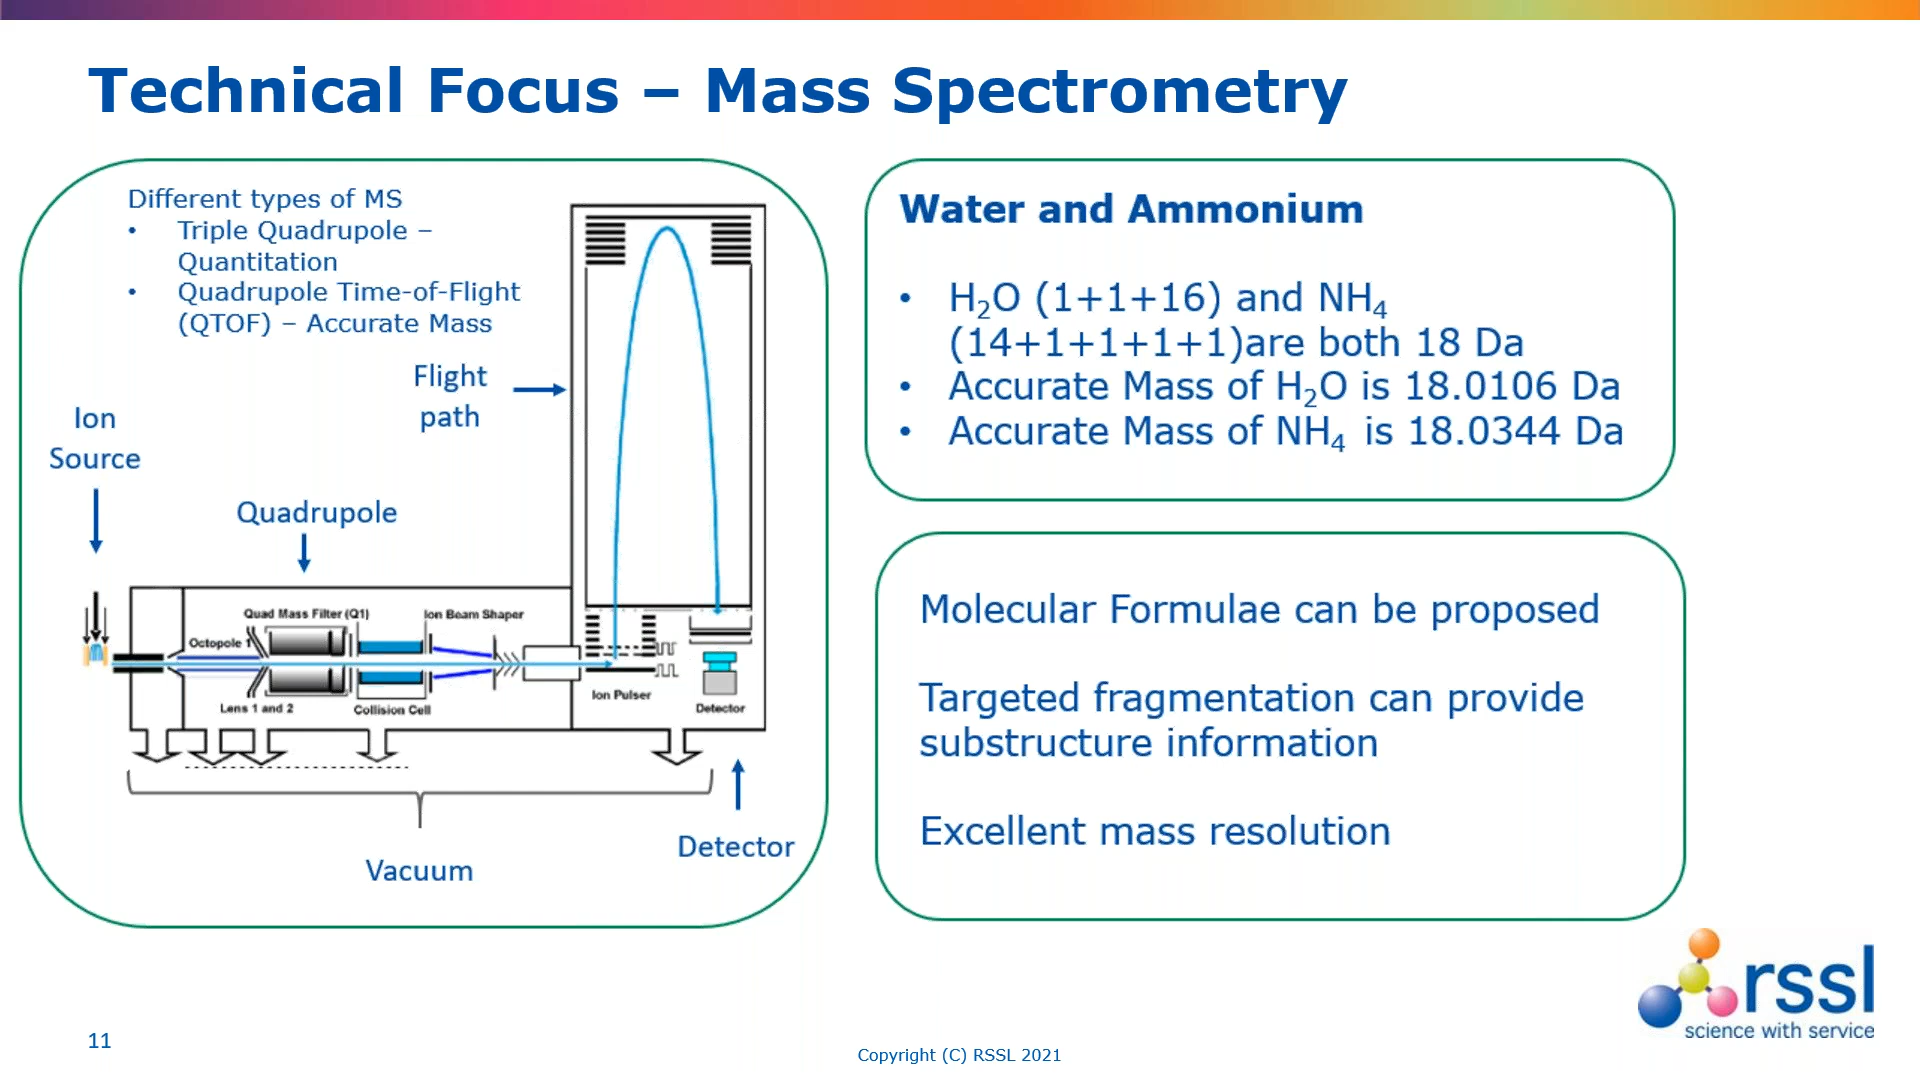 Technical Focus – Mass Spectrometry
Different types of MS
• Triple Quadrupole –
Quantitation
• Quadrupole Time-of-Flight
(QTOF) – Accurate Mass
Flight
path
Ion
Source
Quadrupole
Quad Mass Filter (Q1)
Ion Beam Shaper
Octopole 1
Lens 1 and 2
Collision Cell
Ion Pulser
Detector
Vacuum
Detector
Water and Ammonium
• H₂O (1+1+16) and NH₄
(14+1+1+1+1)are both 18 Da
• Accurate Mass of H₂O is 18.0106 Da
• Accurate Mass of NH₄ is 18.0344 Da
Molecular Formulae can be proposed
Targeted fragmentation can provide
substructure information
Excellent mass resolution
rssl
science with service
11
Copyright (C) RSSL 2021